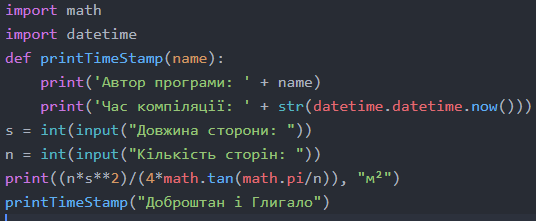 import math
import datetime
def printTimeStamp(name):
    print('Автор програми: ' + name)
    print('Час компіляції: ' + str(datetime.datetime.now()))
s = int(input("Довжина сторони: "))
n = int(input("Кількість сторін: "))
print((n*s**2)/(4*math.tan(math.pi/n)), "м²")
printTimeStamp("Доброштан і Глигало")